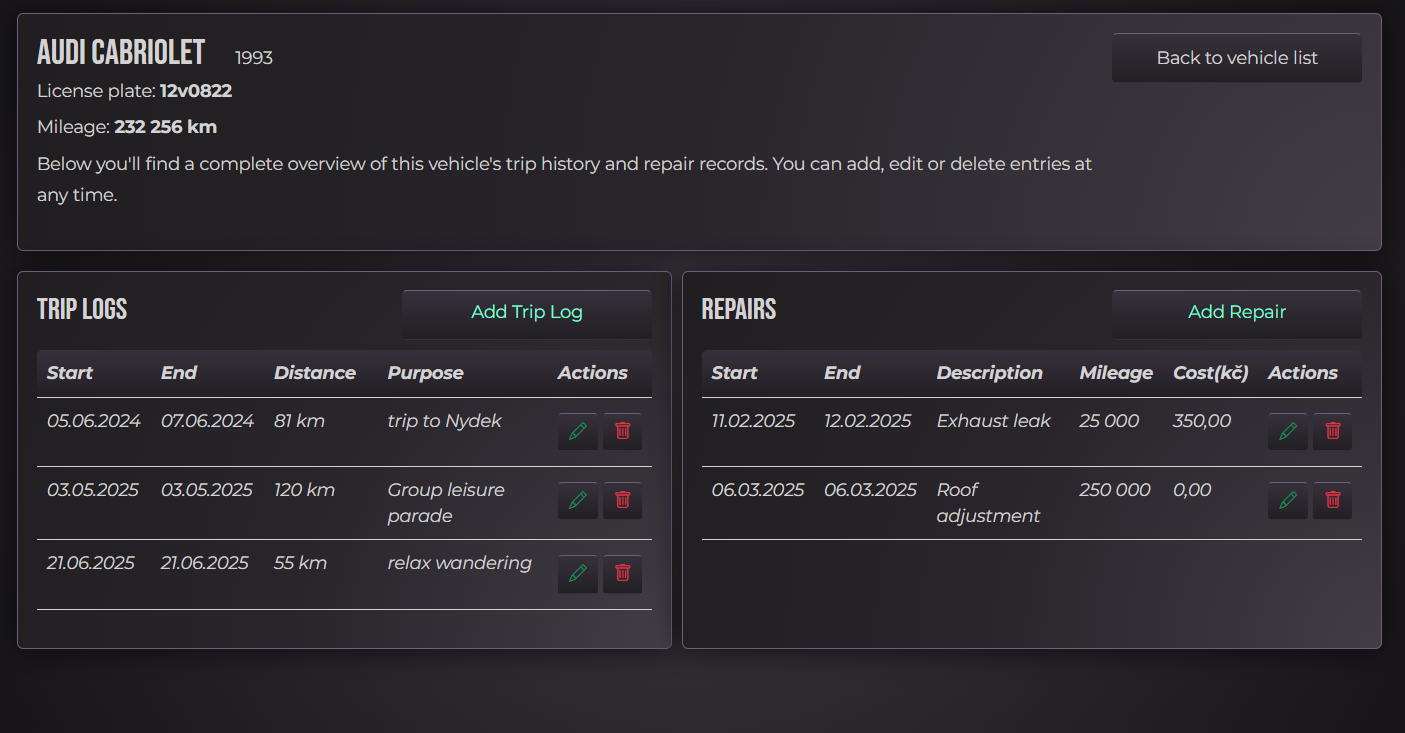 AUDI CABRIOLET 1993
Back to vehicle list
License plate: 12v0822
Mileage: 232 256 km
Below you'll find a complete overview of this vehicle's trip history and repair records. You can add, edit or delete entries at
any time.
TRIP LOGS
Add Trip Log
Start End Distance Purpose Actions
05.06.2024 07.06.2024 81 km trip to Nydek
03.05.2025 03.05.2025 120 km Group leisure
parade
21.06.2025 21.06.2025 55 km relax wandering
REPAIRS
Add Repair
Start End Description Mileage Cost(kč) Actions
11.02.2025 12.02.2025 Exhaust leak 25 000 350,00
06.03.2025 06.03.2025 Roof 250 000 0,00
adjustment